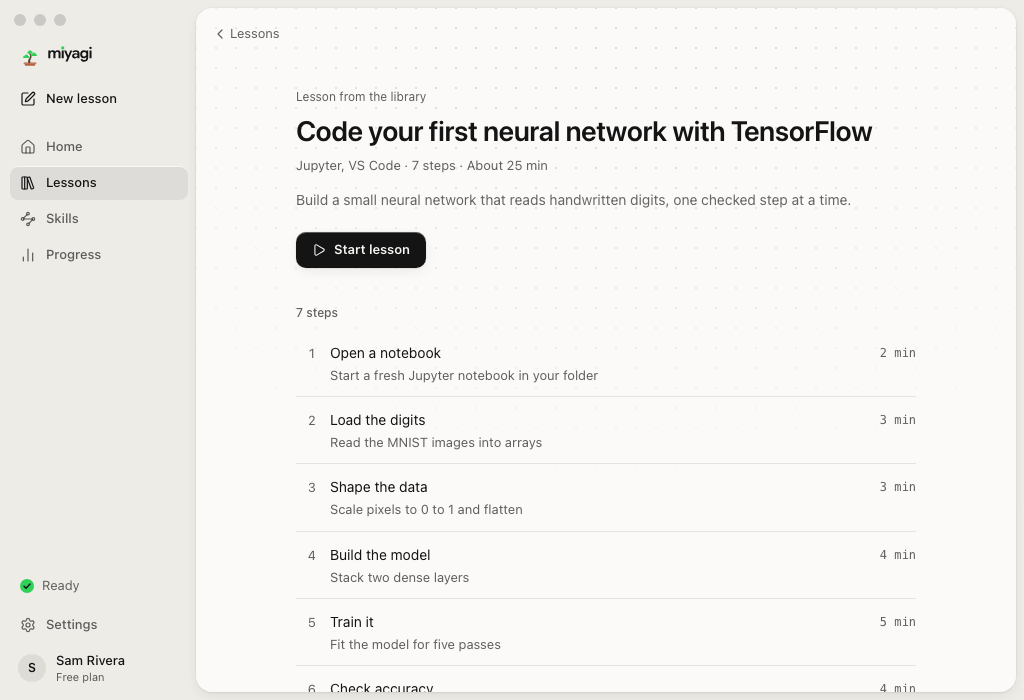 miyagi
New lesson
Home
Lessons
Skills
Progress
Ready
Settings
S
Sam Rivera
Free plan
Lessons
Lesson from the library
Code your first neural network with TensorFlow
Jupyter, VS Code · 7 steps · About 25 min
Build a small neural network that reads handwritten digits, one checked step at a time.
Start lesson
7 steps
1 Open a notebook 2 min
Start a fresh Jupyter notebook in your folder
2 Load the digits 3 min
Read the MNIST images into arrays
3 Shape the data 3 min
Scale pixels to 0 to 1 and flatten
4 Build the model 4 min
Stack two dense layers
5 Train it 5 min
Fit the model for five passes
6 Check accuracy 4 min